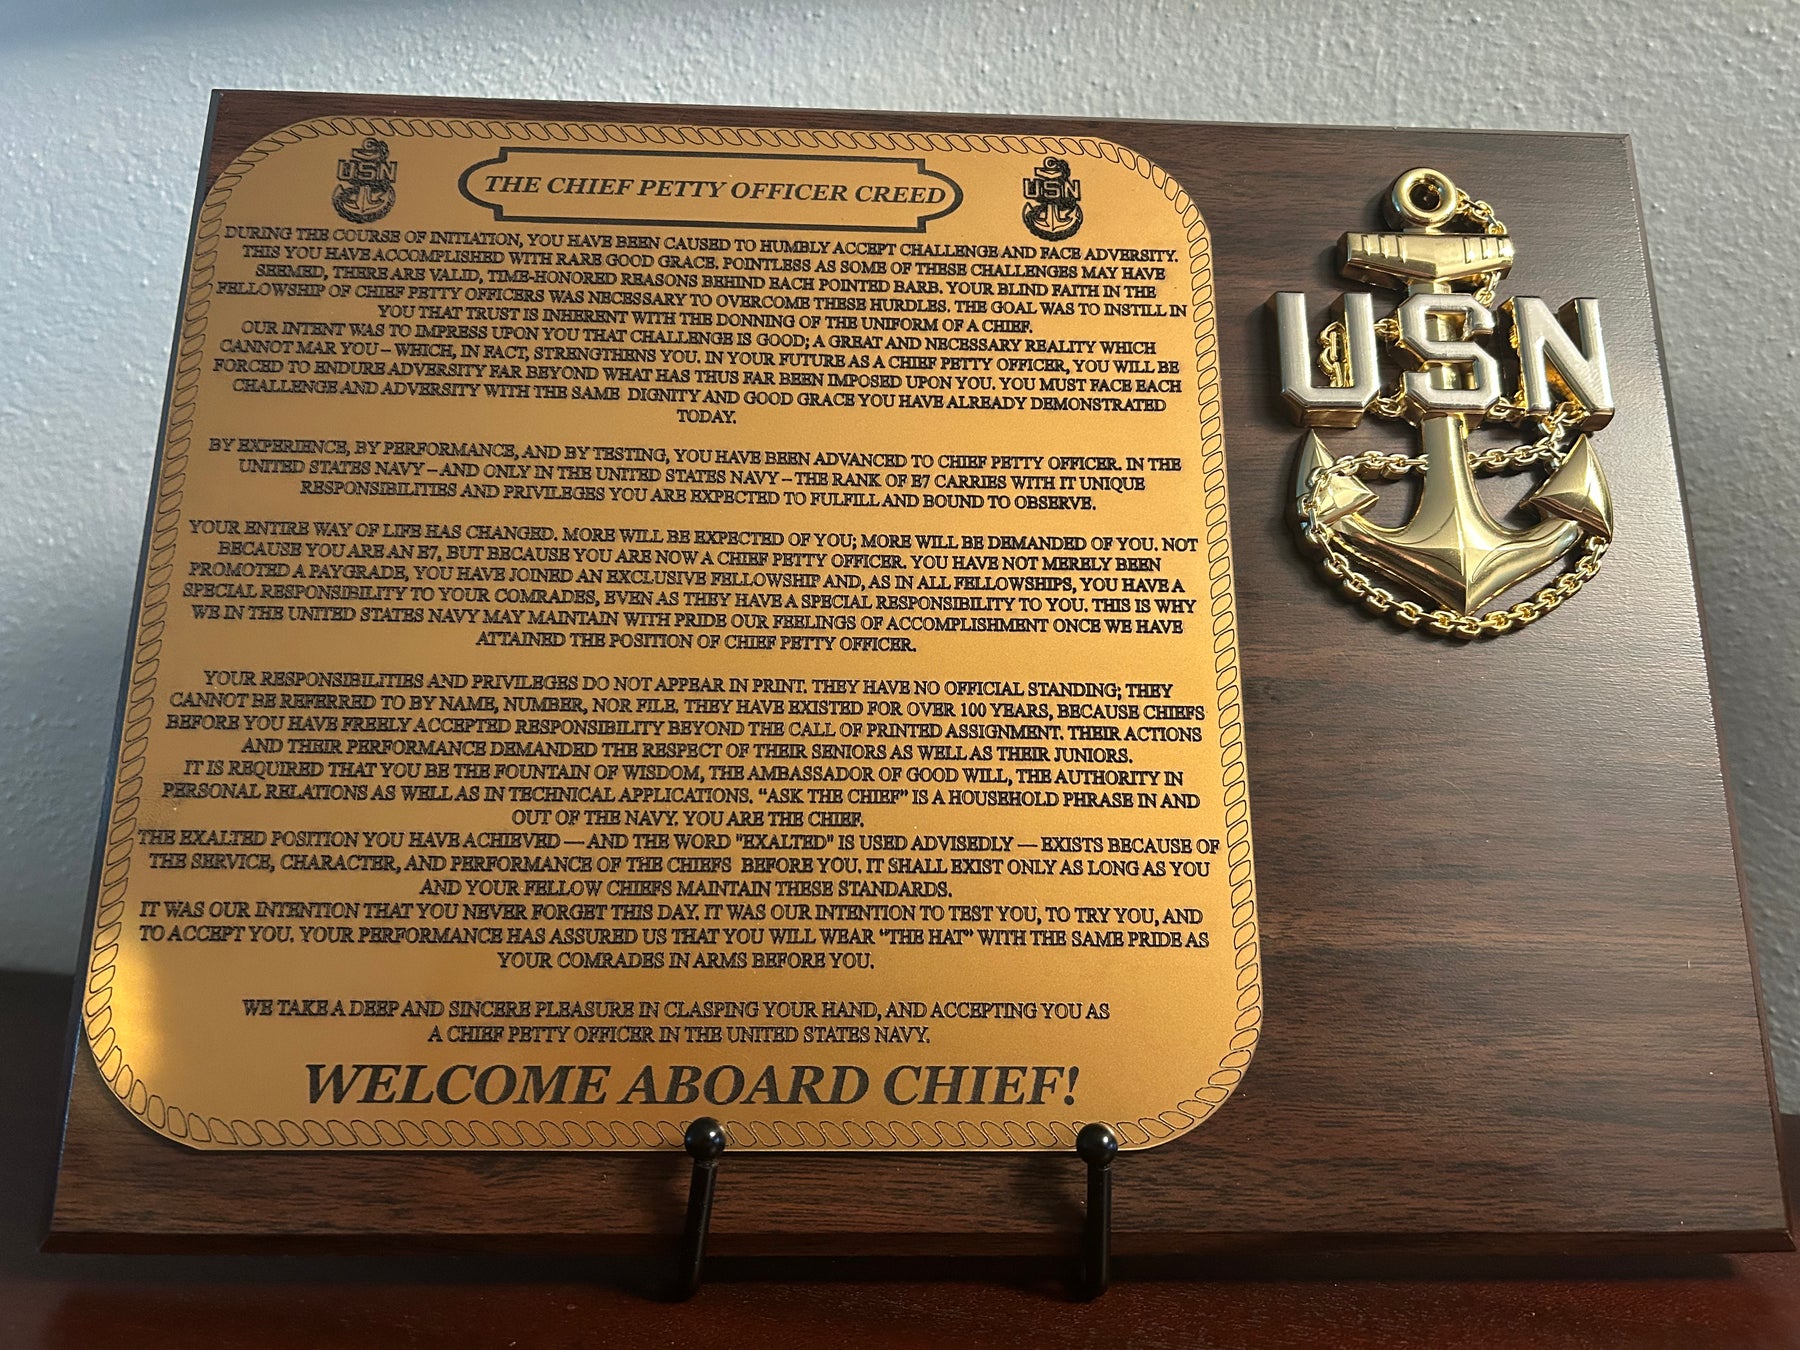 USN
THE CHIEF PETTY OFFICER CREED
USN
DURING THE COURSE OF INITIATION, YOU HAVE BEEN CAUSED TO HUMBLY ACCEPT CHALLENGE AND FACE ADVERSITY.
THIS YOU HAVE ACCOMPLISHED WITH RARE GOOD GRACE. POINTLESS AS SOME OF THESE CHALLENGES MAY HAVE
SEEMED, THERE ARE VALID, TIME-HONORED REASONS BEHIND EACH POINTED BARB. YOUR BLIND FAITH IN THE
FELLOWSHIP OF CHIEF PETTY OFFICERS WAS NECESSARY TO OVERCOME THESE HURDLES. THE GOAL WAS TO INSTILL IN
YOU THAT TRUST IS INHERENT WITH THE DONNING OF THE UNIFORM OF A CHIEF.
OUR INTENT WAS TO IMPRESS UPON YOU THAT CHALLENGE IS GOOD; A GREAT AND NECESSARY REALITY WHICH
CANNOT MAR YOU – WHICH, IN FACT, STRENGTHENS YOU. IN YOUR FUTURE AS A CHIEF PETTY OFFICER, YOU WILL BE
FORCED TO ENDURE ADVERSITY FAR BEYOND WHAT HAS THUS FAR BEEN IMPOSED UPON YOU. YOU MUST FACE EACH
CHALLENGE AND ADVERSITY WITH THE SAME DIGNITY AND GOOD GRACE YOU HAVE ALREADY DEMONSTRATED
TODAY.
BY EXPERIENCE, BY PERFORMANCE, AND BY TESTING, YOU HAVE BEEN ADVANCED TO CHIEF PETTY OFFICER. IN THE
UNITED STATES NAVY – AND ONLY IN THE UNITED STATES NAVY – THE RANK OF E7 CARRIES WITH IT UNIQUE
RESPONSIBILITIES AND PRIVILEGES YOU ARE EXPECTED TO FULFILL AND BOUND TO OBSERVE.
YOUR ENTIRE WAY OF LIFE HAS CHANGED. MORE WILL BE EXPECTED OF YOU; MORE WILL BE DEMANDED OF YOU. NOT
BECAUSE YOU ARE AN E7, BUT BECAUSE YOU ARE NOW A CHIEF PETTY OFFICER. YOU HAVE NOT MERELY BEEN
PROMOTED A PAYGRADE, YOU HAVE JOINED AN EXCLUSIVE FELLOWSHIP AND, AS IN ALL FELLOWSHIPS, YOU HAVE A
SPECIAL RESPONSIBILITY TO YOUR COMRADES, EVEN AS THEY HAVE A SPECIAL RESPONSIBILITY TO YOU. THIS IS WHY
WE IN THE UNITED STATES NAVY MAY MAINTAIN WITH PRIDE OUR FEELINGS OF ACCOMPLISHMENT ONCE WE HAVE
ATTAINED THE POSITION OF CHIEF PETTY OFFICER.
YOUR RESPONSIBILITIES AND PRIVILEGES DO NOT APPEAR IN PRINT. THEY HAVE NO OFFICIAL STANDING; THEY
CANNOT BE REFERRED TO BY NAME, NUMBER, NOR FILE. THEY HAVE EXISTED FOR OVER 100 YEARS, BECAUSE CHIEFS
BEFORE YOU HAVE FREELY ACCEPTED RESPONSIBILITY BEYOND THE CALL OF PRINTED ASSIGNMENT. THEIR ACTIONS
AND THEIR PERFORMANCE DEMANDED THE RESPECT OF THEIR SENIORS AS WELL AS THEIR JUNIORS.
IT IS REQUIRED THAT YOU BE THE FOUNTAIN OF WISDOM, THE AMBASSADOR OF GOOD WILL, THE AUTHORITY IN
PERSONAL RELATIONS AS WELL AS IN TECHNICAL APPLICATIONS. “ASK THE CHIEF” IS A HOUSEHOLD PHRASE IN AND
OUT OF THE NAVY. YOU ARE THE CHIEF.
THE EXALTED POSITION YOU HAVE ACHIEVED — AND THE WORD "EXALTED" IS USED ADVISEDLY — EXISTS BECAUSE OF
THE SERVICE, CHARACTER, AND PERFORMANCE OF THE CHIEFS BEFORE YOU. IT SHALL EXIST ONLY AS LONG AS YOU
AND YOUR FELLOW CHIEFS MAINTAIN THESE STANDARDS.
IT WAS OUR INTENTION THAT YOU NEVER FORGET THIS DAY. IT WAS OUR INTENTION TO TEST YOU, TO TRY YOU, AND
TO ACCEPT YOU. YOUR PERFORMANCE HAS ASSURED US THAT YOU WILL WEAR “THE HAT” WITH THE SAME PRIDE AS
YOUR COMRADES IN ARMS BEFORE YOU.
WE TAKE A DEEP AND SINCERE PLEASURE IN CLASPING YOUR HAND, AND ACCEPTING YOU AS
A CHIEF PETTY OFFICER IN THE UNITED STATES NAVY.
WELCOME ABOARD CHIEF!
USN